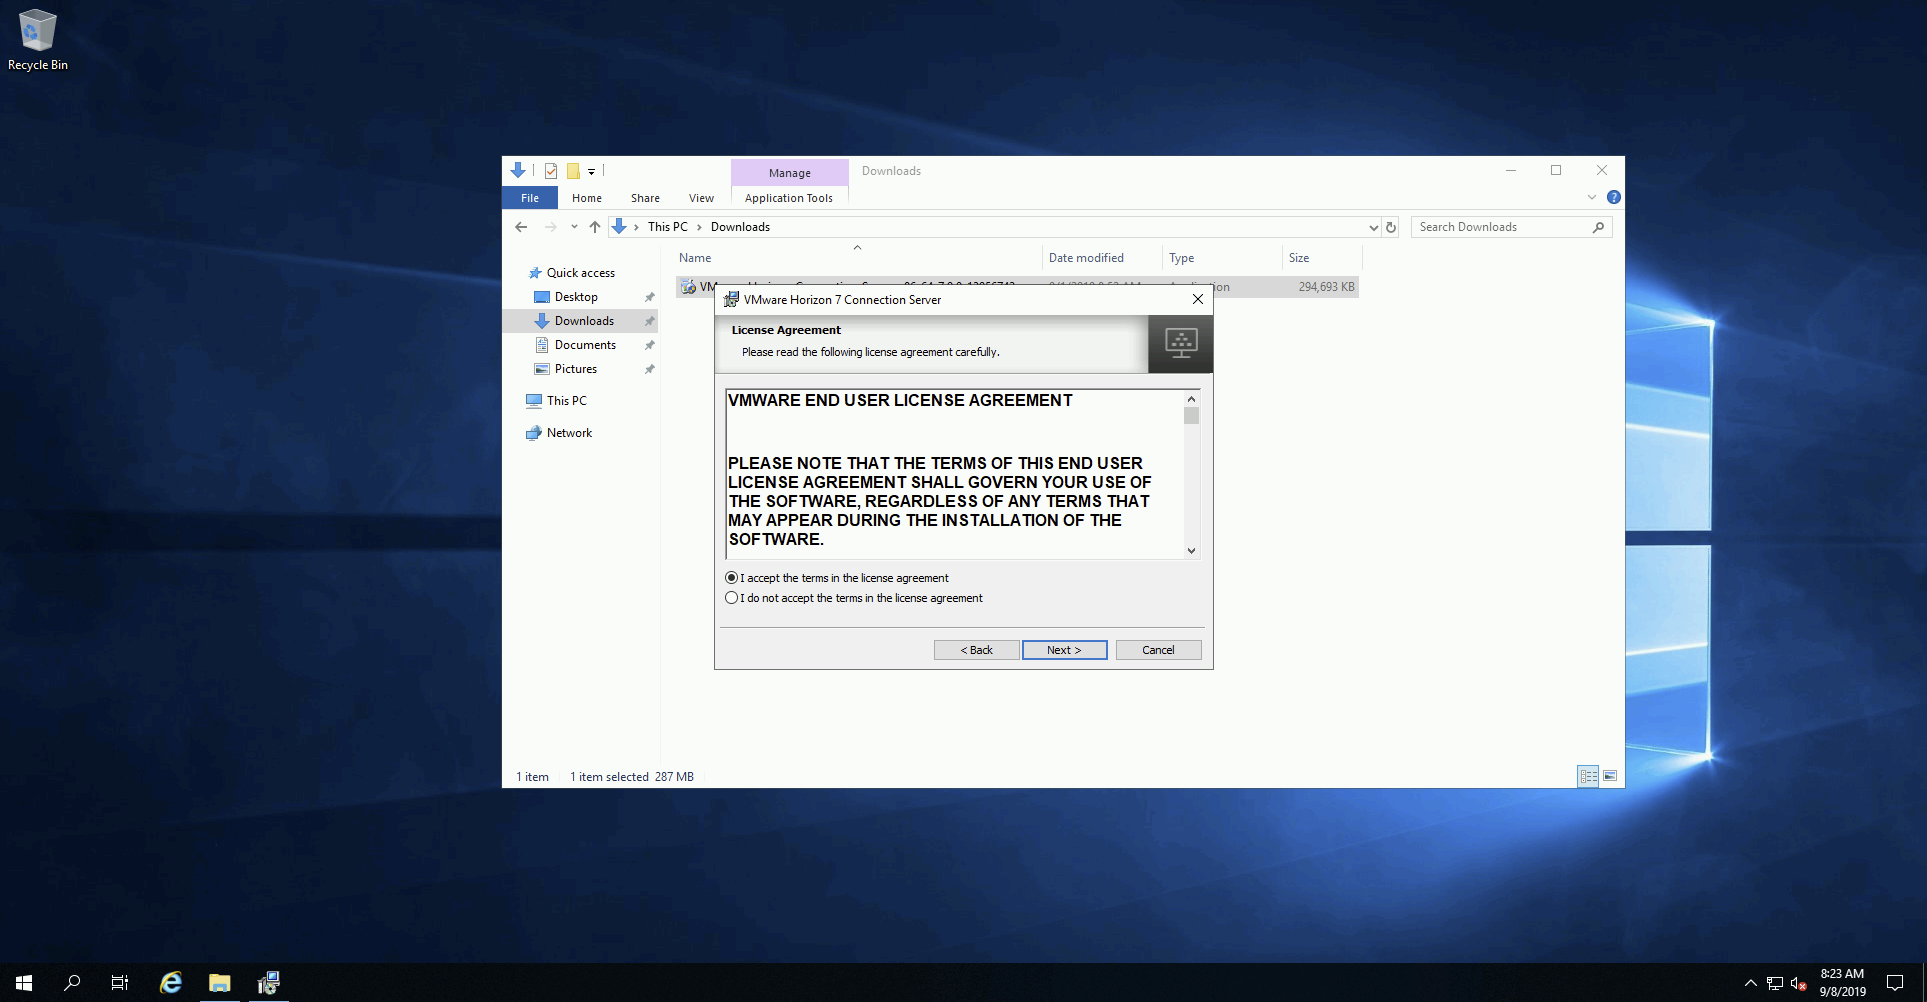 Recycle Bin
Manage
Downloads
File
Home
Share
View
Application Tools
This PC
Downloads
Search Downloads
Name
Date modified
Type
Size
Quick access
Desktop
Downloads
Documents
Pictures
This PC
Network
294,693 KB
VMware Horizon 7 Connection Server
License Agreement
Please read the following license agreement carefully.
VMWARE END USER LICENSE AGREEMENT
PLEASE NOTE THAT THE TERMS OF THIS END USER
LICENSE AGREEMENT SHALL GOVERN YOUR USE OF
THE SOFTWARE, REGARDLESS OF ANY TERMS THAT
MAY APPEAR DURING THE INSTALLATION OF THE
SOFTWARE.
I accept the terms in the license agreement
I do not accept the terms in the license agreement
< Back
Next >
Cancel
1 item
1 item selected 287 MB
8:23 AM
9/8/2019